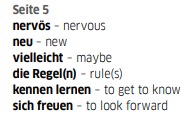 Seite 5
nervös – nervous
neu – new
vielleicht – maybe
die Regel(n) – rule(s)
kennen lernen – to get to know
sich freuen – to look forward